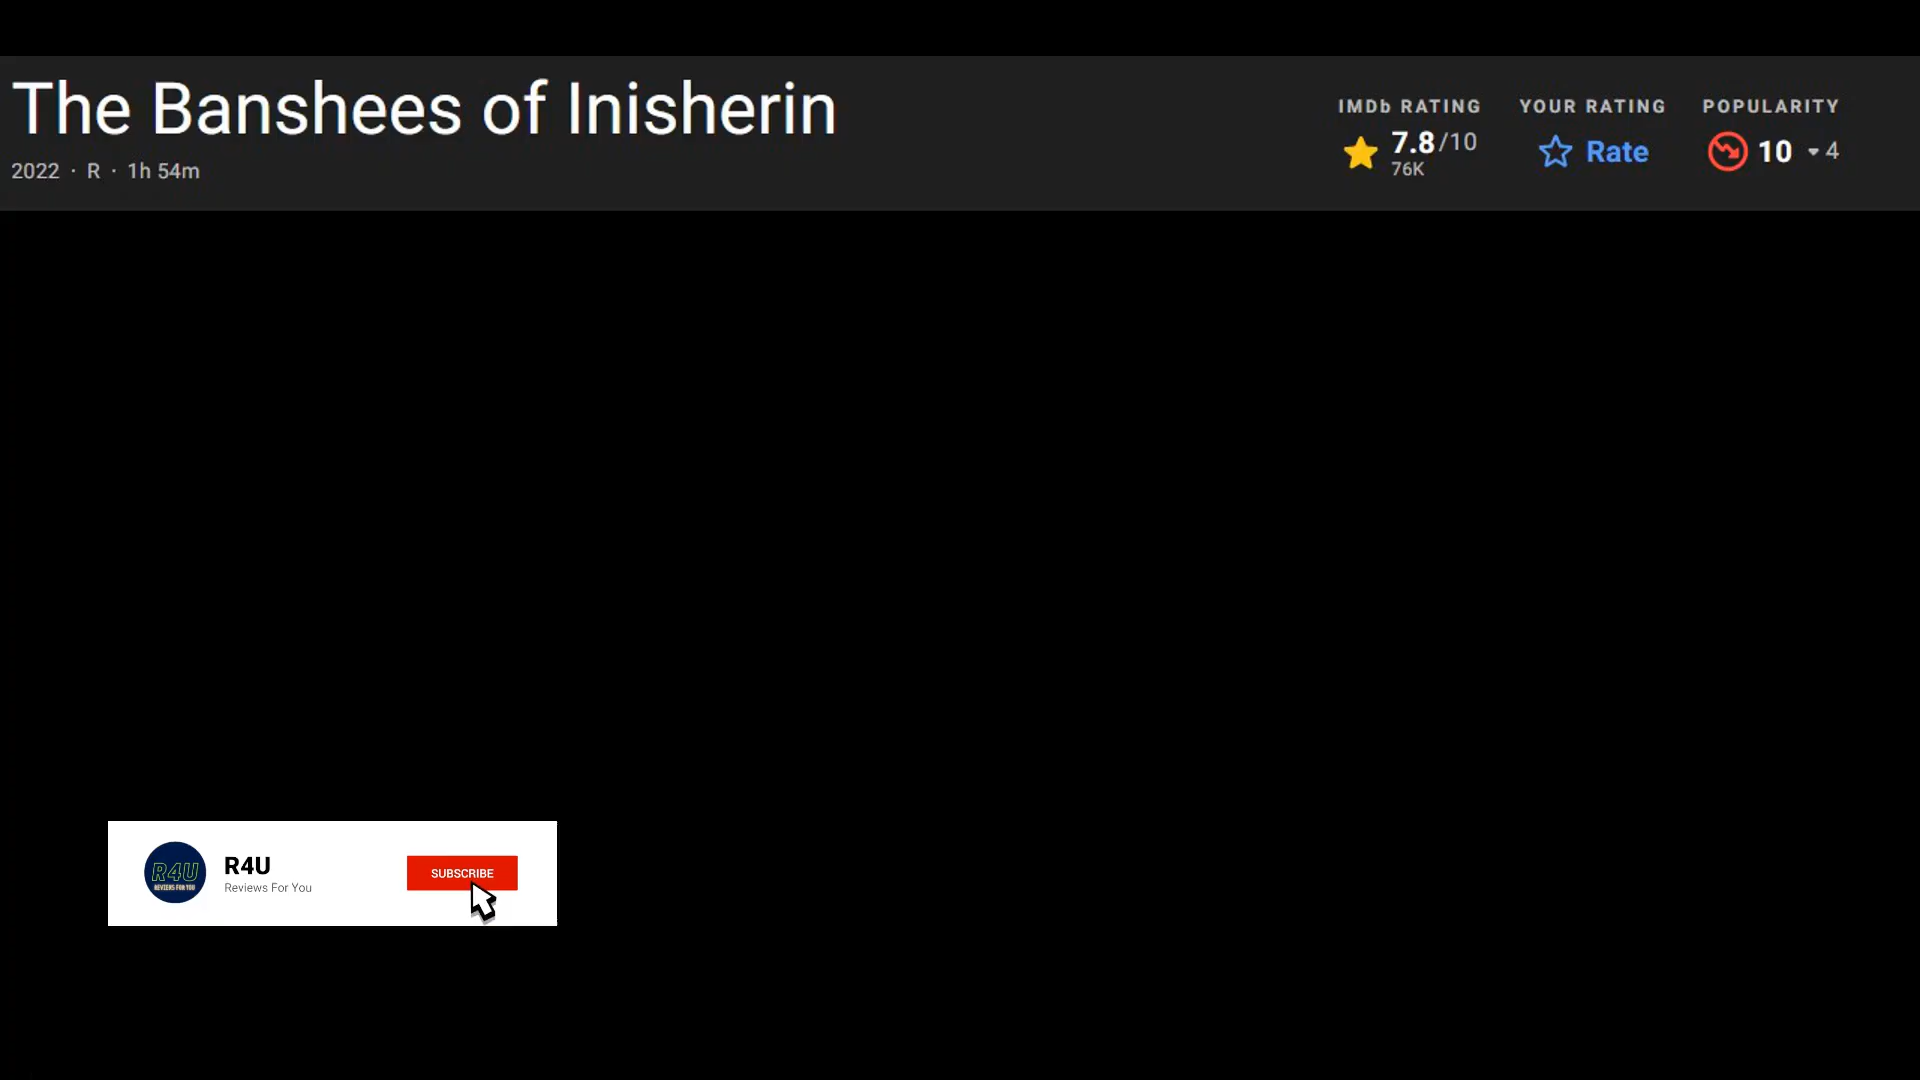 The Banshees of Inisherin
2022 · R · 1h 54m
IMDb RATING
7.8/10
76K
YOUR RATING
Rate
POPULARITY
10 4
R4U
REVIEWS FOR YOU
R4U
Reviews For You
SUBSCRIBE